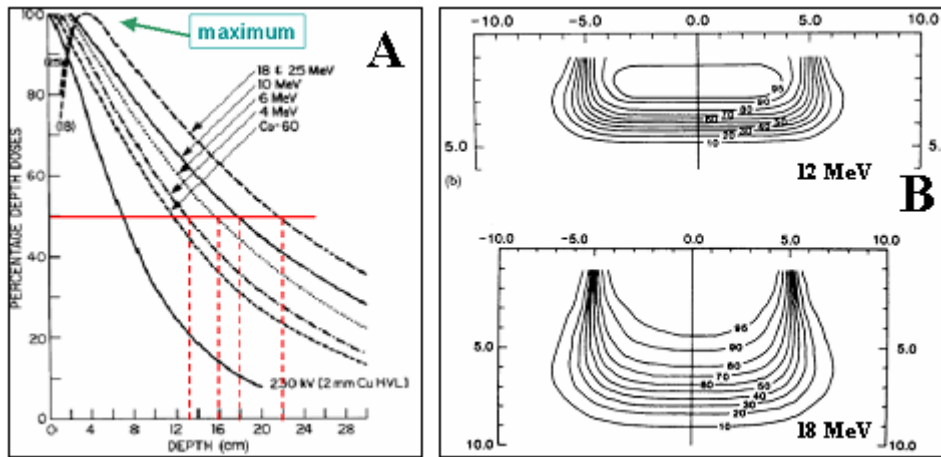 A
maximum
100
80
60
40
20
0
PERCENTAGE DEPTH DOSES
(25)
(18)
18 & 25 MeV
10 MeV
6 MeV
4 MeV
Co-60
230 kV [2 mm Cu HVL]
0 4 8 12 16 20 24 28
DEPTH (cm)
B
-10.0 -5.0 0.0 5.0 10.0
95
90
80
70
60
50
40
30
20
10
5.0 5.0
(b)
12 MeV
-10.0 -5.0 0.0 5.0 10.0
95
90
80
70
60
50
40
30
20
10
5.0 5.0
10.0 10.0
18 MeV